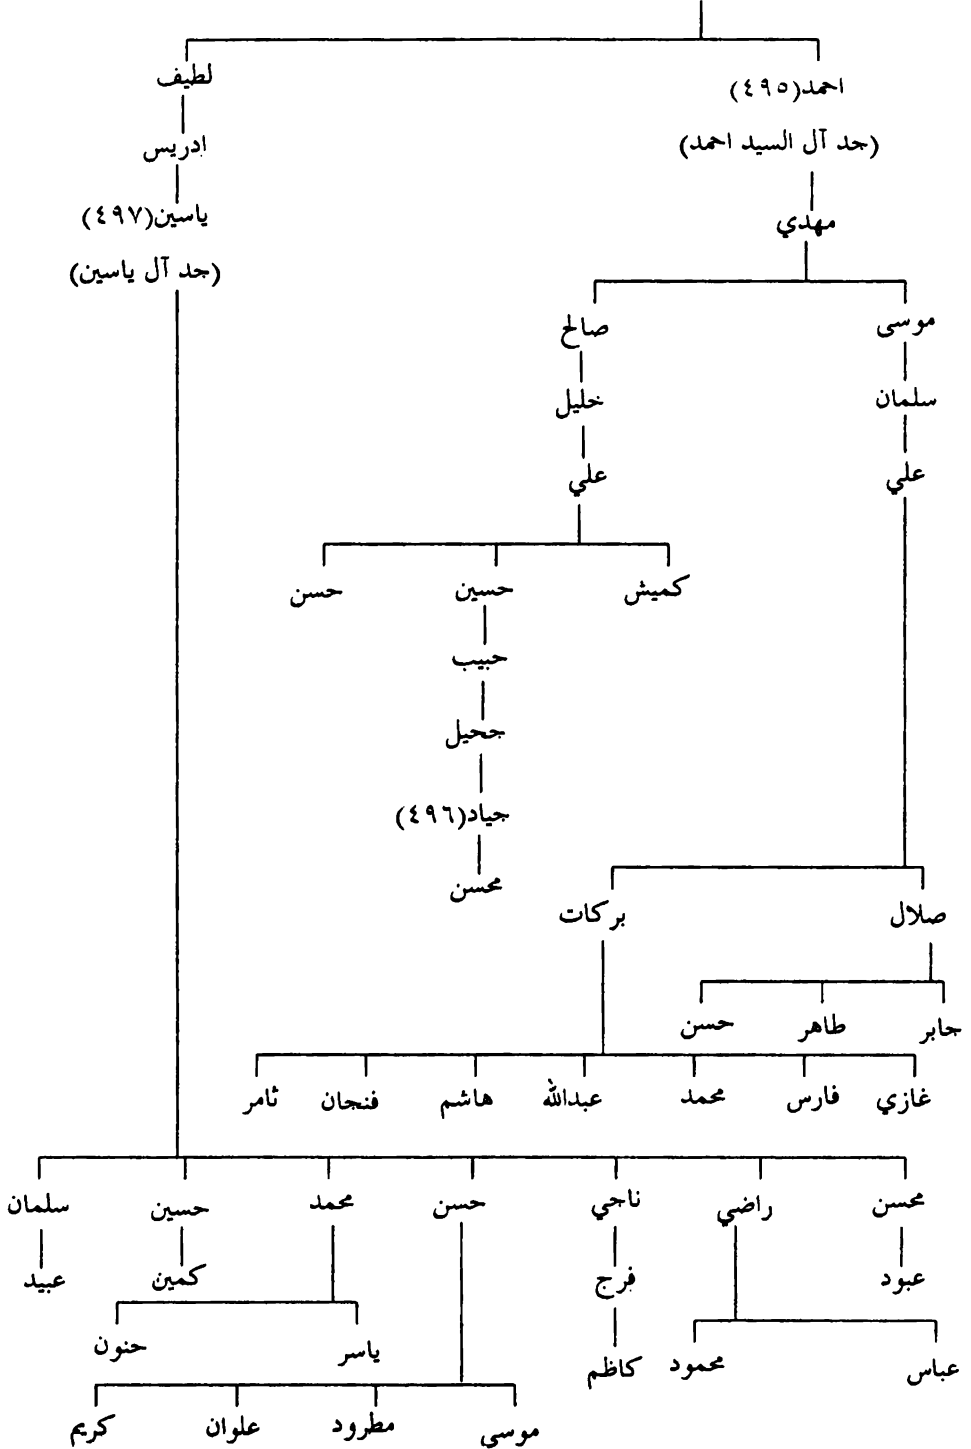 احمد(٤٩٥) لطيف
(جد آل السيد احمد) ادريس
مهدي ياسين(٤٩٧)
(جد آل ياسين)
موسى صالح
سلمان خليل
علي علي
كميش حسين حسن
حبيب
جحيل
جياد(٤٩٦)
محسن
صلال بركات
جابر طاهر حسن
غازي فارس محمد عبدالله هاشم فنجان ثامر
محسن راضي ناجي حسن محمد حسين سلمان
عبود فرج كمين عبيد
عباس محمود كاظم ياسر حنون
موسى مطرود علوان كريم